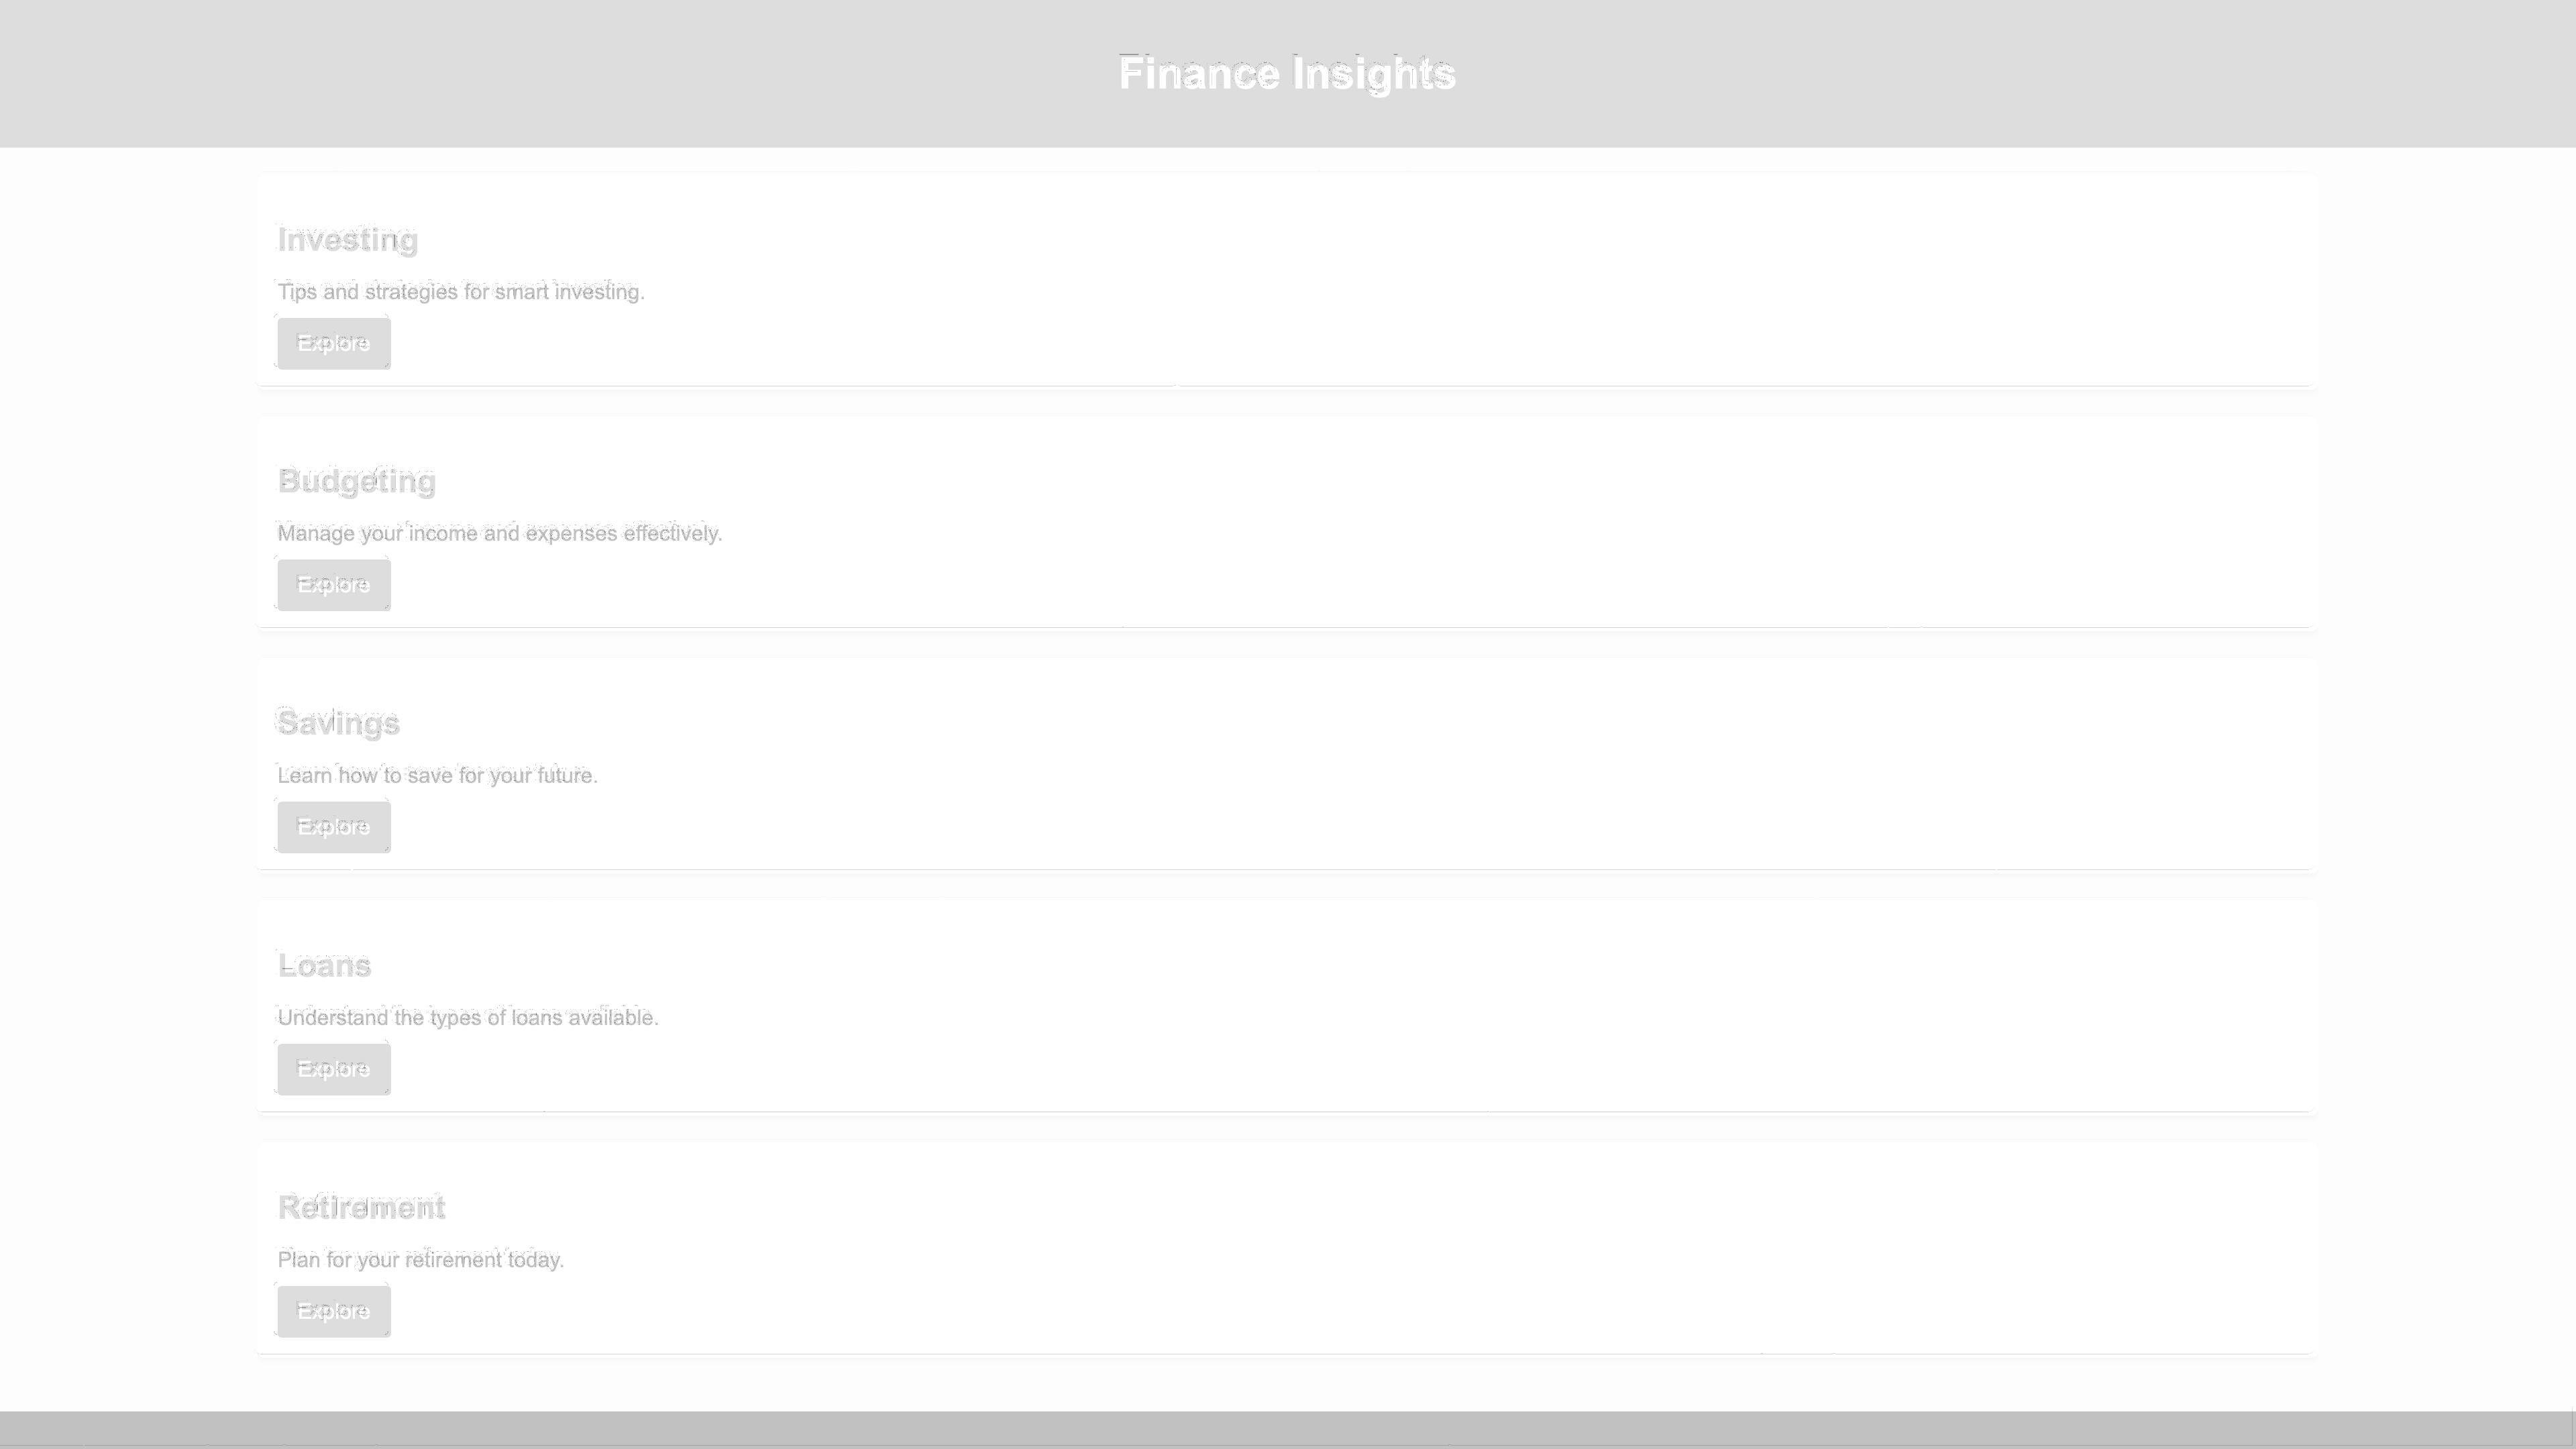 Finance Insights
Investing
Tips and strategies for smart investing.
Explore
Budgeting
Manage your income and expenses effectively.
Explore
Savings
Learn how to save for your future.
Explore
Loans
Understand the types of loans available.
Explore
Retirement
Plan for your retirement today.
Explore